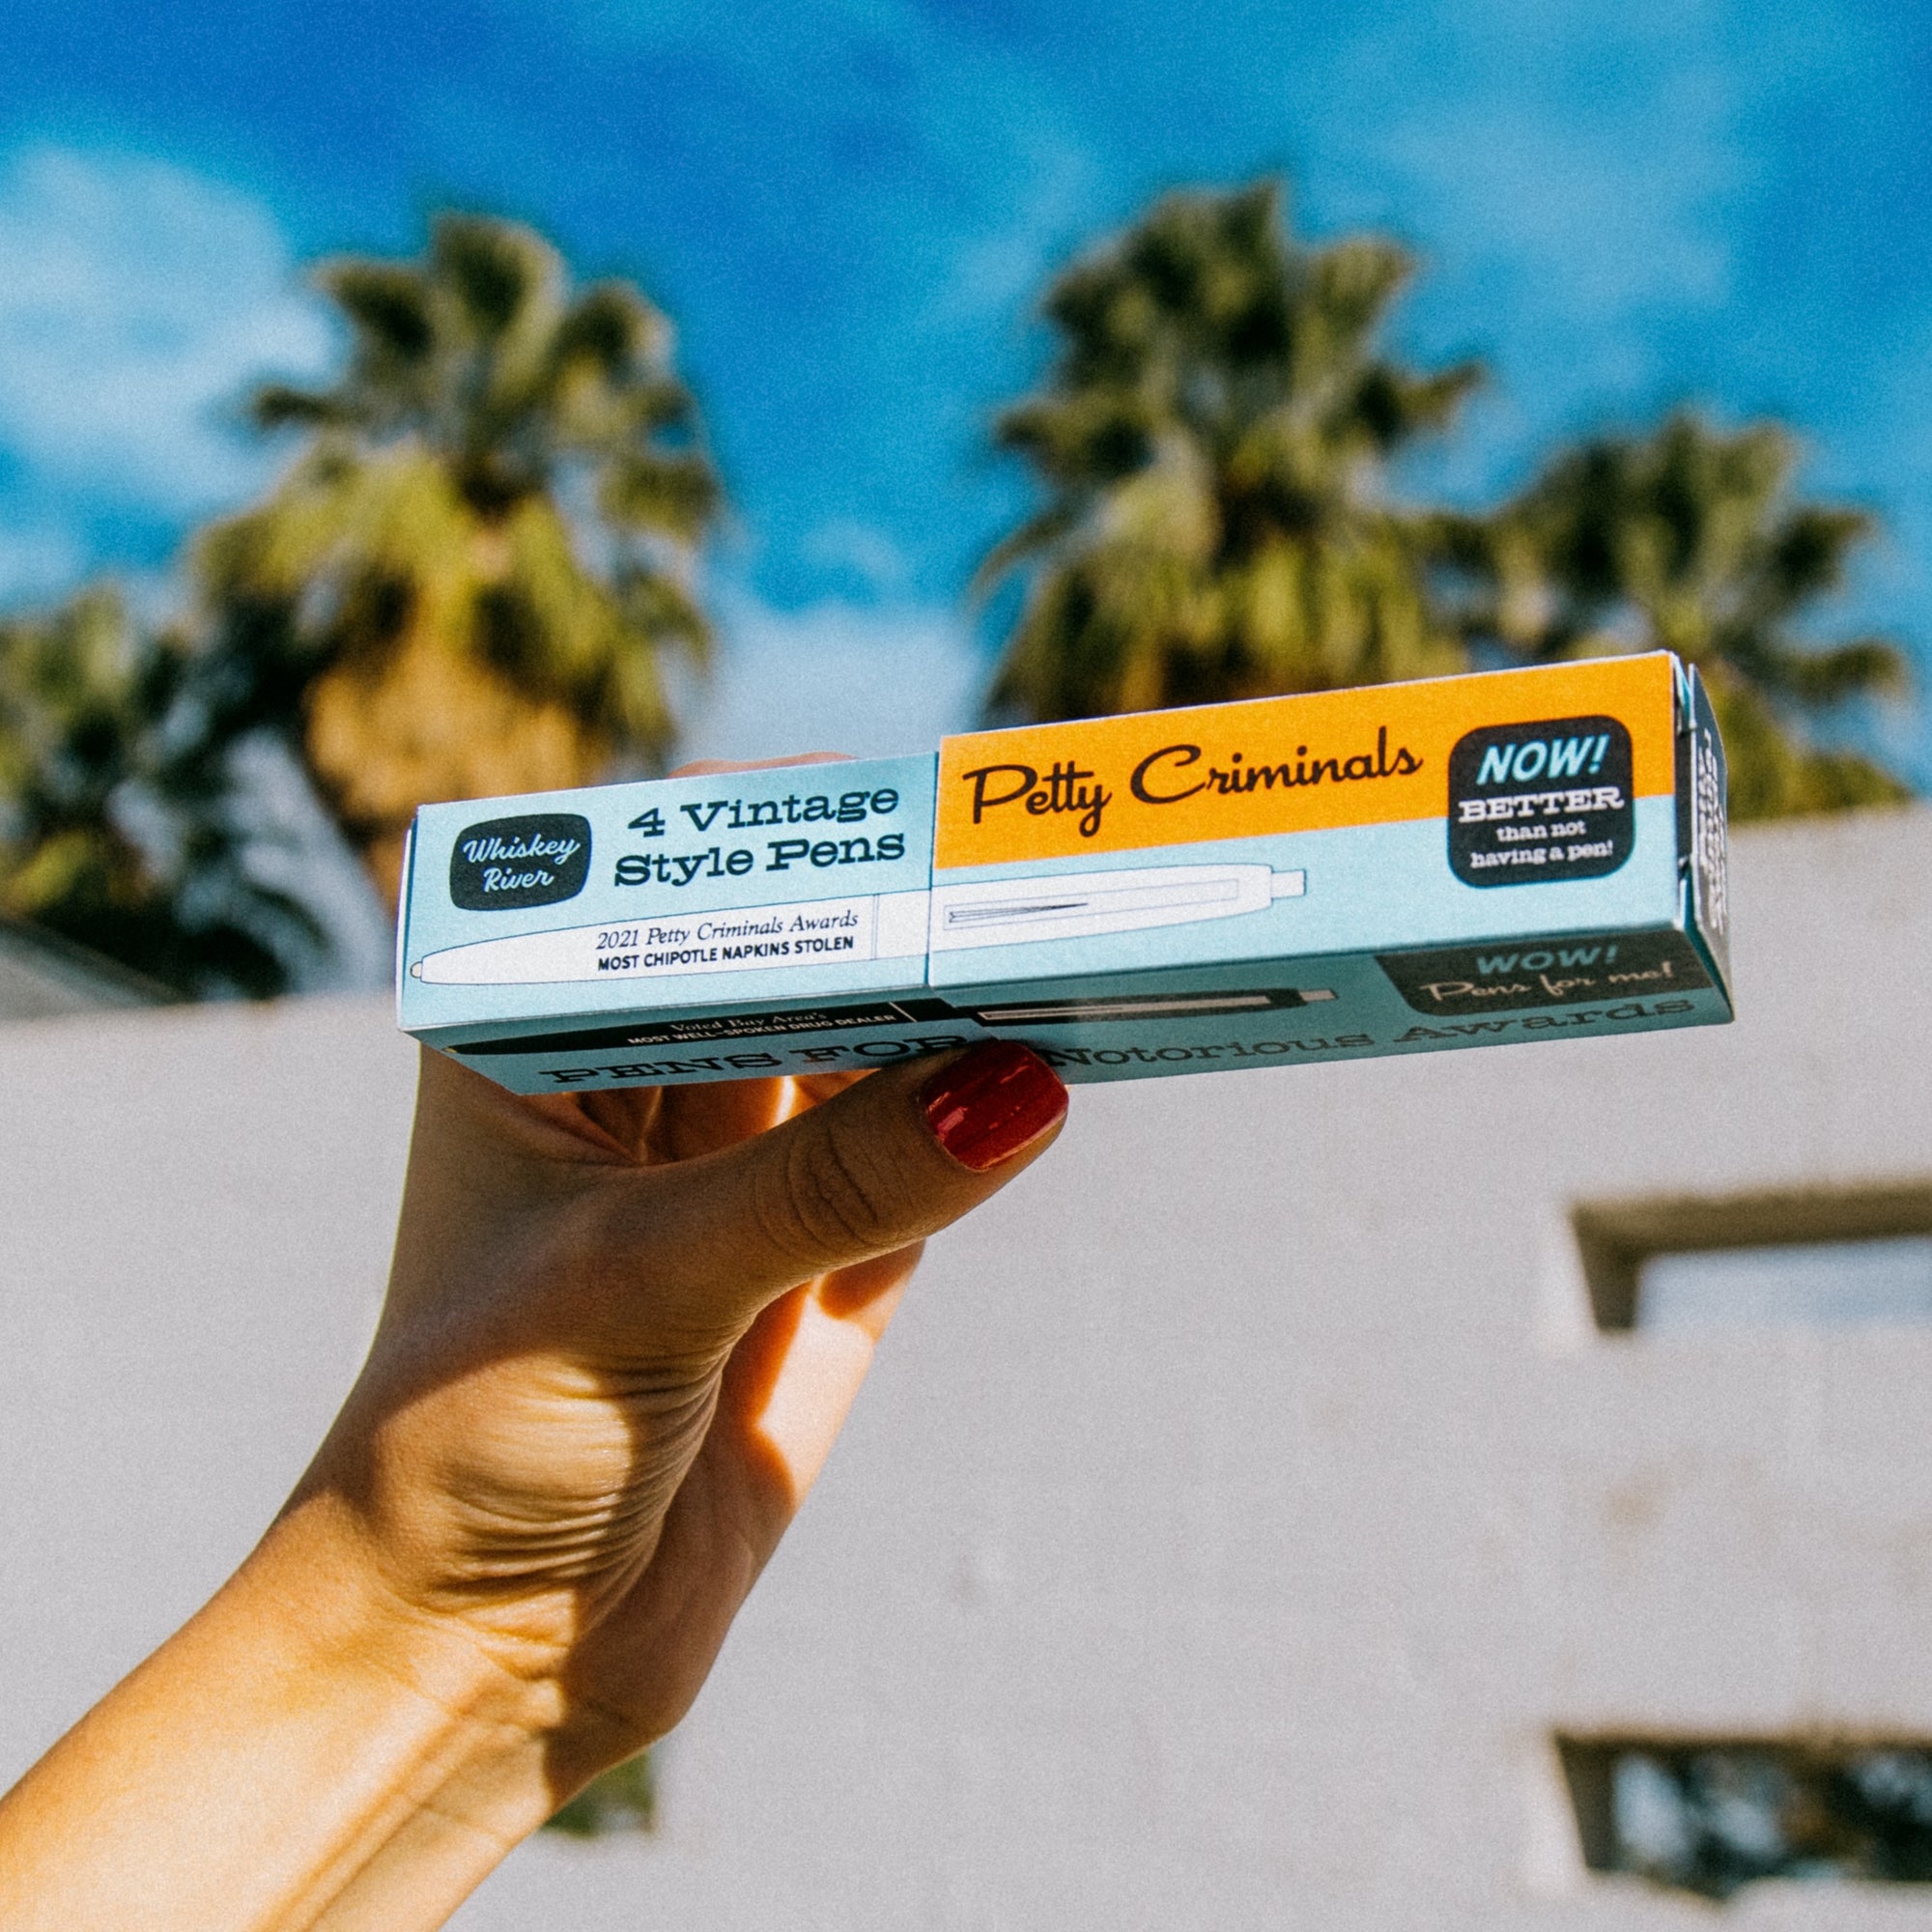 Whiskey
River
4 Vintage
Style Pens
2021 Petty Criminals Awards
MOST CHIPOTLE NAPKINS STOLEN
Petty Criminals
NOW!
BETTER
than not
having a pen!
Voted Bay Area's
MOST WELL-SPOKEN DRUG DEALER
WOW!
Pens for me!
PENS FOR Notorious Awards